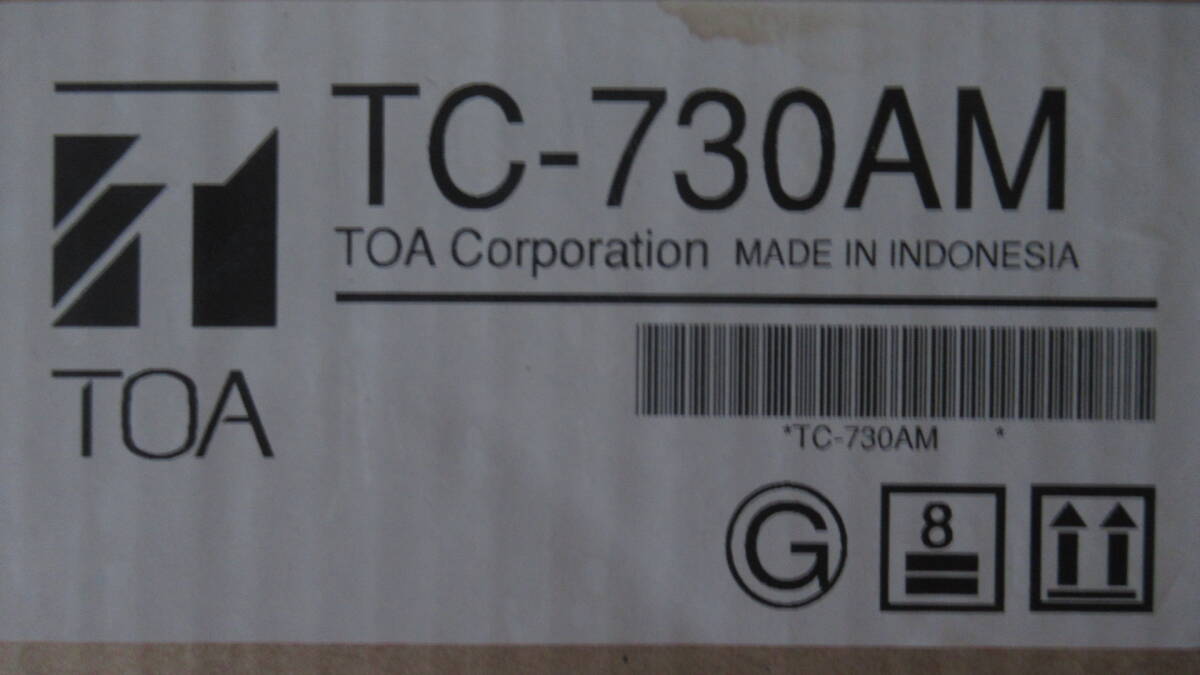 TC-730AM
TOA Corporation MADE IN INDONESIA
TOA
*TC-730AM *
G
8